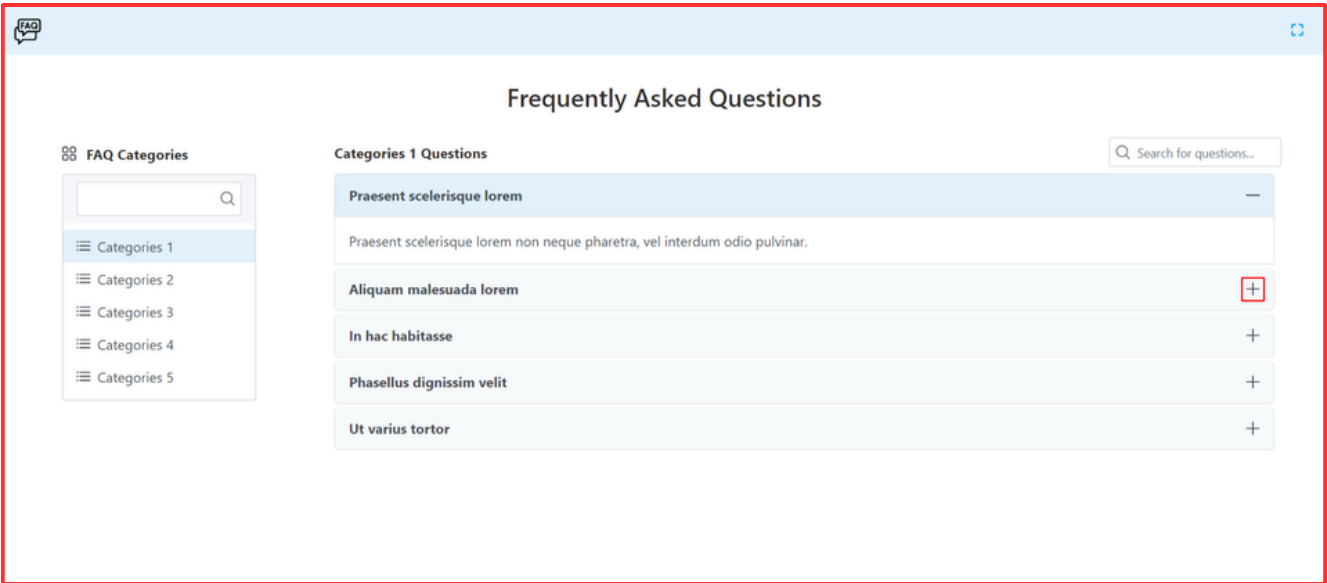 FAQ
Frequently Asked Questions
FAQ Categories
Categories 1
Categories 2
Categories 3
Categories 4
Categories 5
Categories 1 Questions
Search for questions...
Praesent scelerisque lorem
Praesent scelerisque lorem non neque pharetra, vel interdum odio pulvinar.
Aliquam malesuada lorem
In hac habitasse
Phasellus dignissim velit
Ut varius tortor